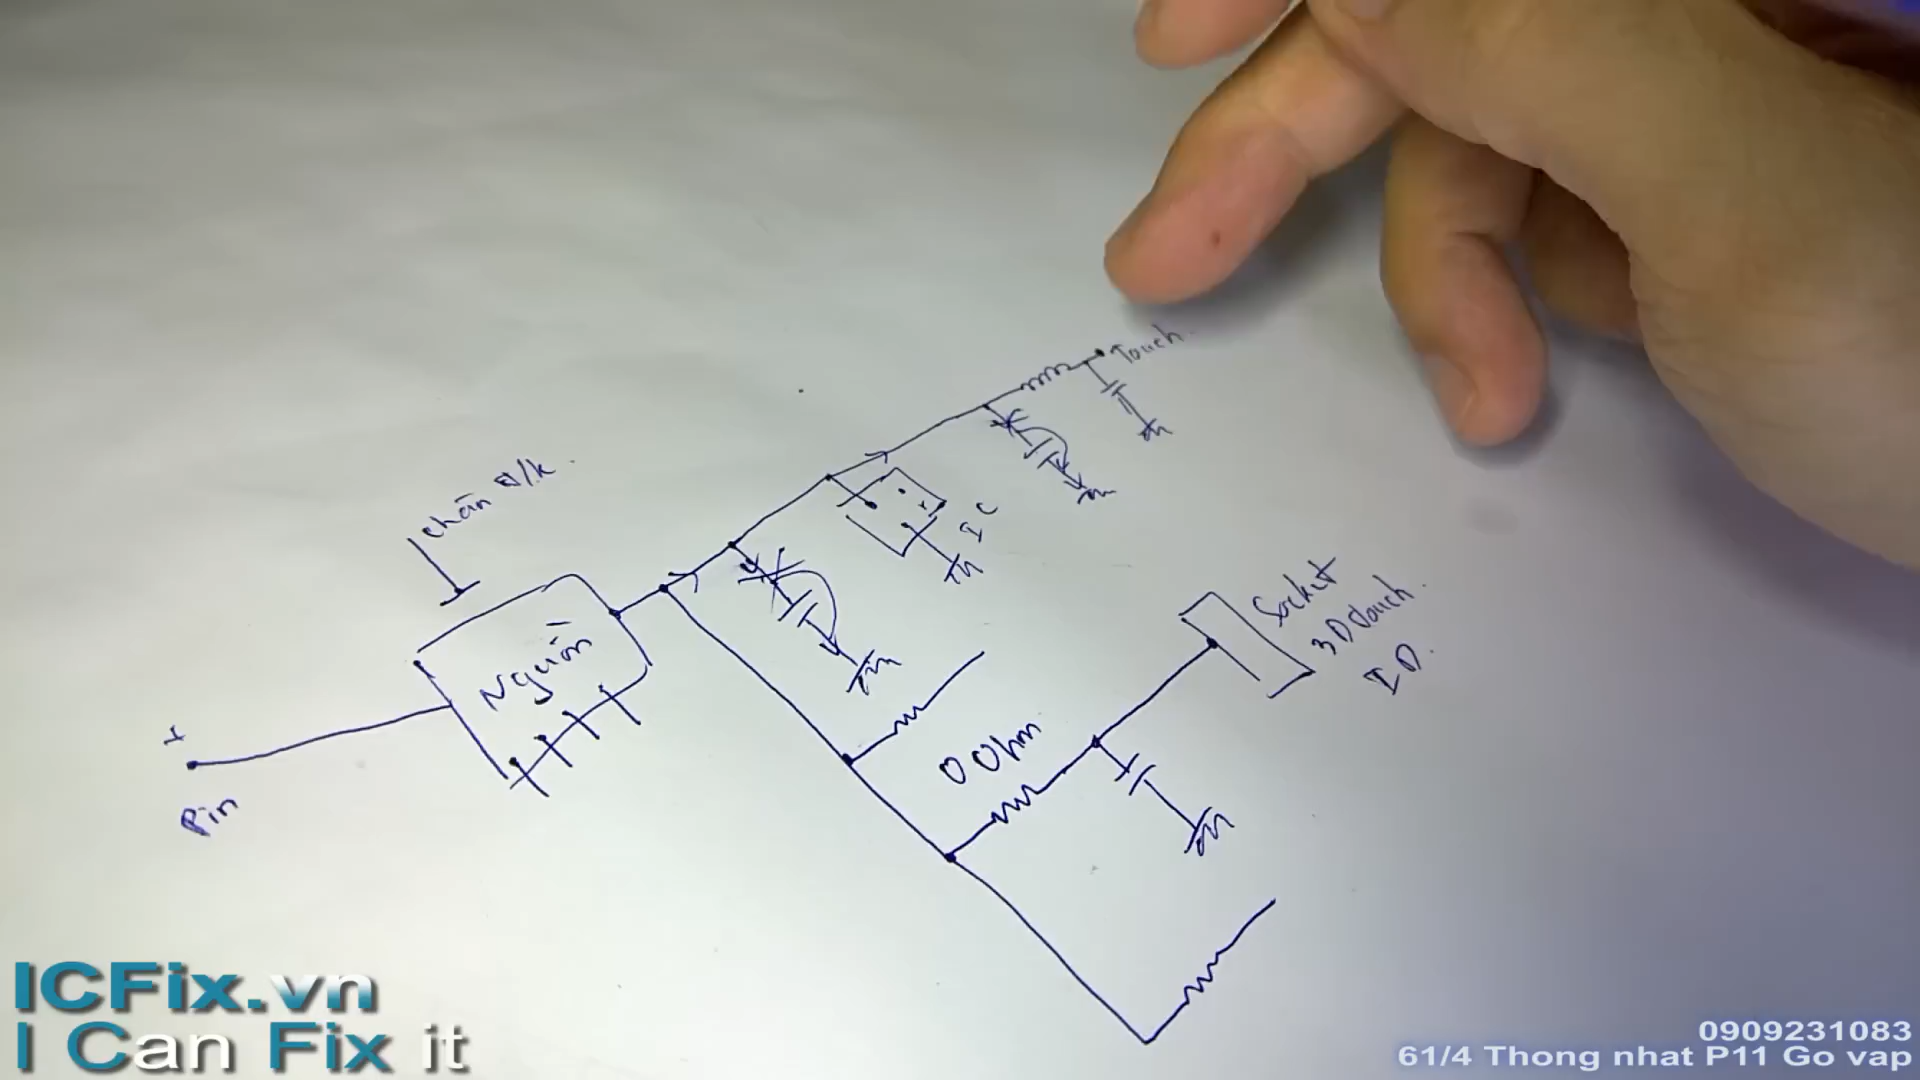 Touch.
chân đ/k.
IC
Socket
3D touch.
ID.
Nguồn
+
0 Ohm
Pin
ICFix.vn
I Can Fix it
0909231083
61/4 Thong nhat P11 Go vap